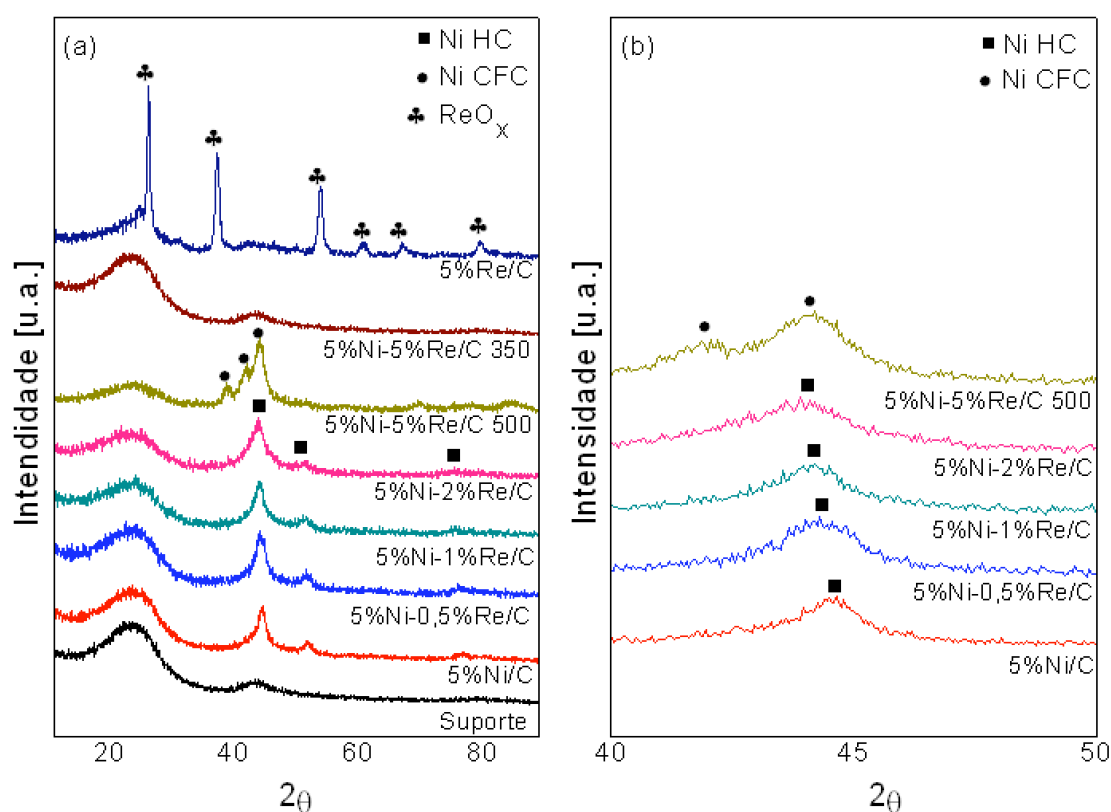 (a)
■ Ni HC
● Ni CFC
♣ ReOx
5%Re/C
5%Ni-5%Re/C 350
5%Ni-5%Re/C 500
5%Ni-2%Re/C
5%Ni-1%Re/C
5%Ni-0,5%Re/C
5%Ni/C
Suporte
Intendidade [u.a.]
20 40 60 80
2θ
(b)
■ Ni HC
● Ni CFC
5%Ni-5%Re/C 500
5%Ni-2%Re/C
5%Ni-1%Re/C
5%Ni-0,5%Re/C
5%Ni/C
Intensidade [u.a.]
40 45 50
2θ